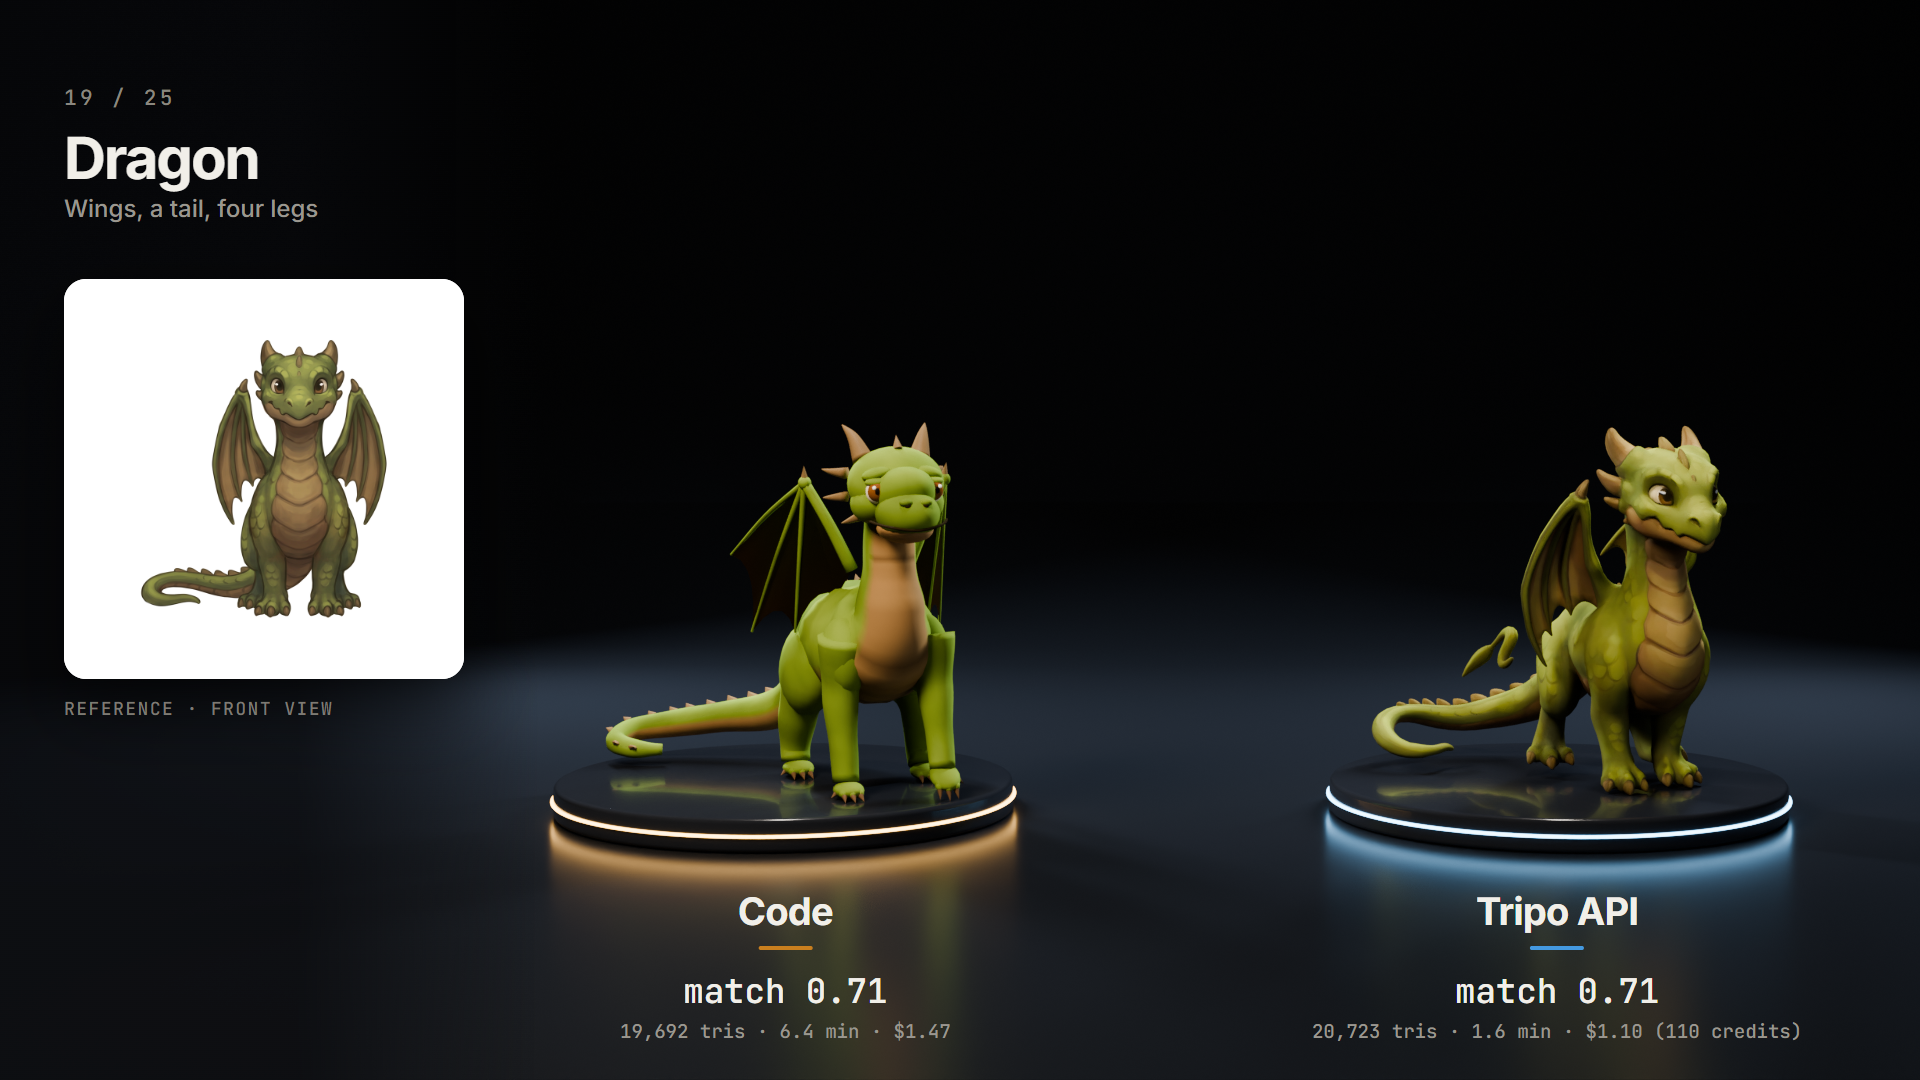 19 / 25
Dragon
Wings, a tail, four legs
REFERENCE · FRONT VIEW
Code
match 0.71
19,692 tris · 6.4 min · $1.47
Tripo API
match 0.71
20,723 tris · 1.6 min · $1.10 (110 credits)